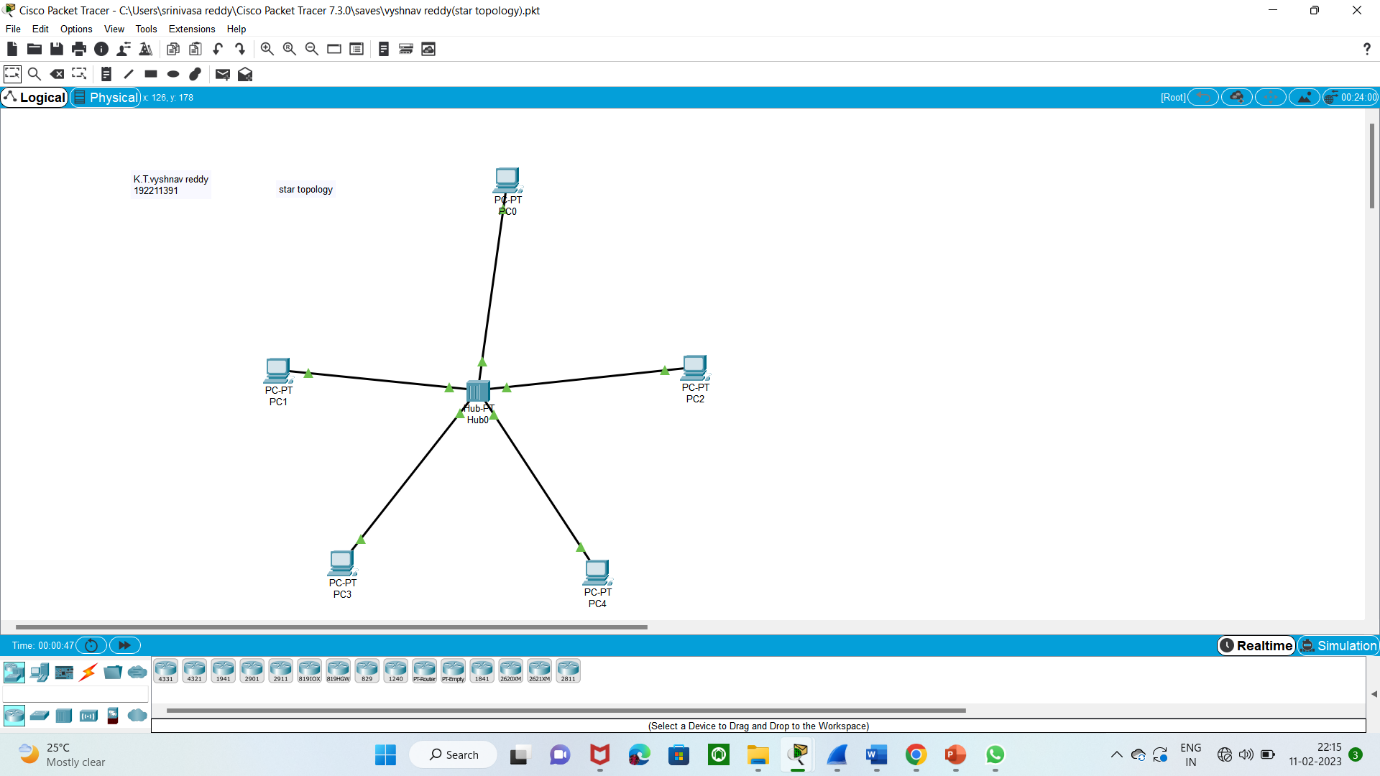 Cisco Packet Tracer - C:\Users\srinivasa reddy\Cisco Packet Tracer 7.3.0\saves\vyshnav reddy(star topology).pkt
File Edit Options View Tools Extensions Help
?
Logical Physical x: 126, y: 178 [Root] 00:24:00
K.T.vyshnav reddy
192211391
star topology
PC-PT
PC0
PC-PT
PC1
PC-PT
PC2
Hub-PT
Hub0
PC-PT
PC3
PC-PT
PC4
Time: 00:00:47 Realtime Simulation
4331 4321 1941 2901 2911 819IOX 819HGW 829 1240 PT-Router PT-Empty 1841 2620XM 2621XM 2811
(Select a Device to Drag and Drop to the Workspace)
25°C
Mostly clear
Search
ENG
IN
22:15
11-02-2023
3